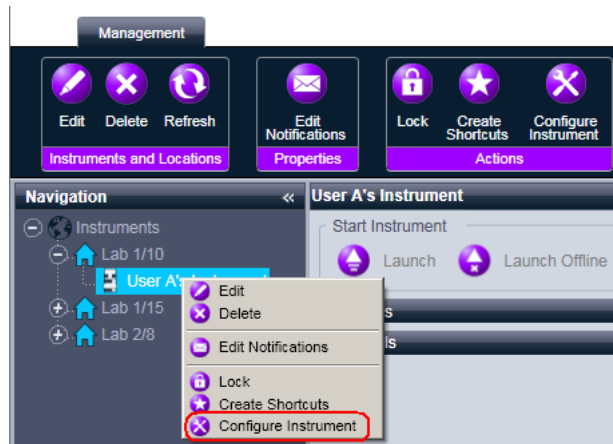 Management
Edit Delete Refresh
Edit Notifications
Lock
Create Shortcuts
Configure Instrument
Instruments and Locations
Properties
Actions
Navigation «
User A's Instrument
Start Instrument
Launch
Launch Offline
Instruments
Lab 1/10
User A's
Lab 1/15
Lab 2/8
Edit
Delete
Edit Notifications
Lock
Create Shortcuts
Configure Instrument